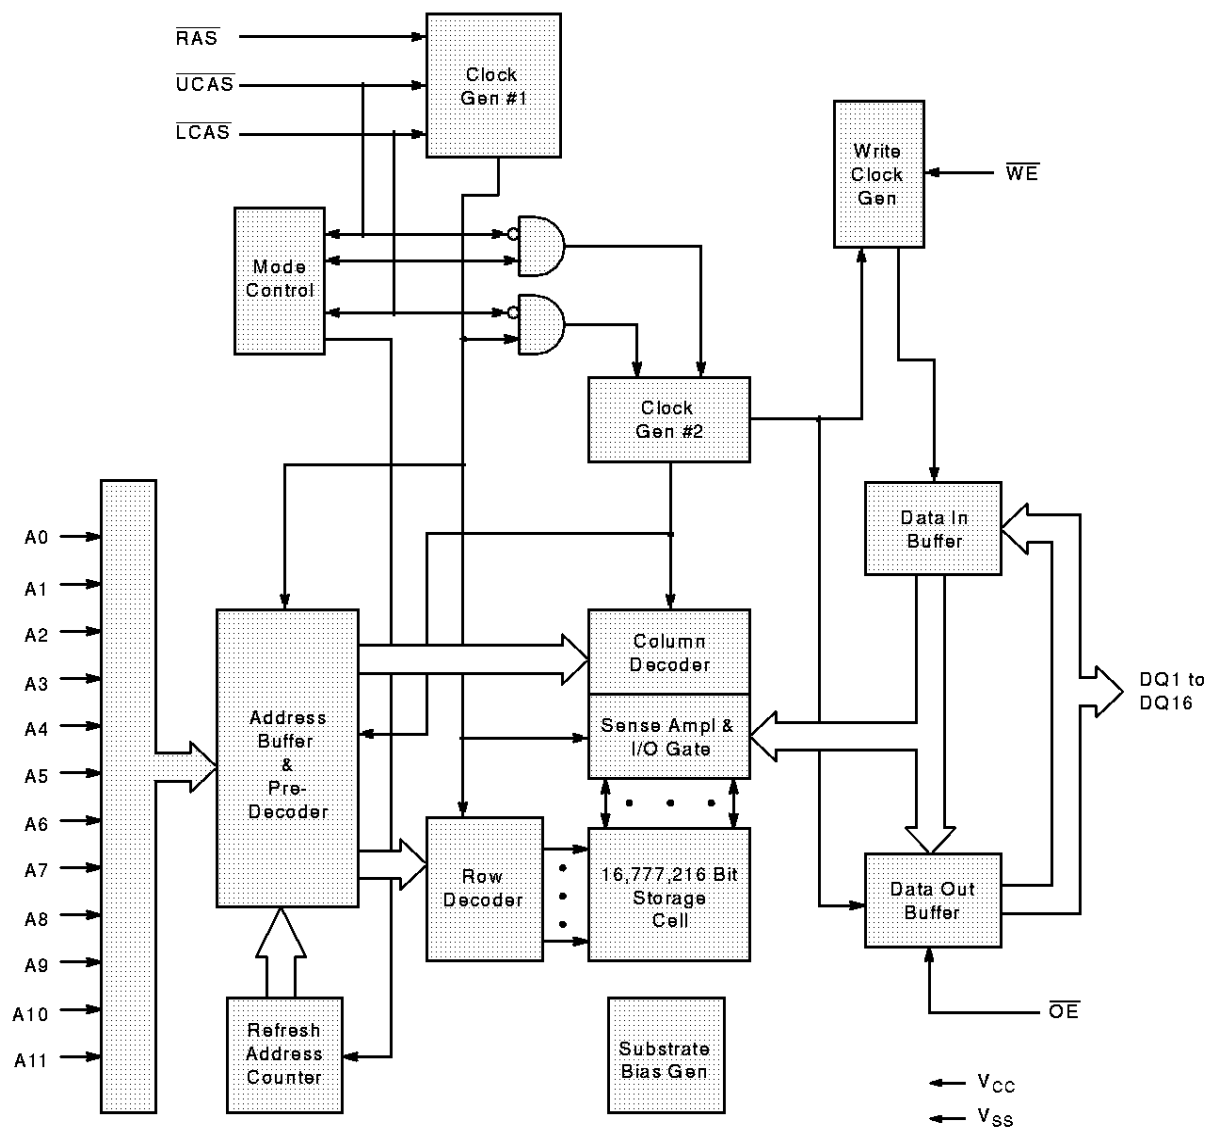 RAS
UCAS
LCAS
Clock
Gen #1
Write
Clock
Gen
WE
Mode
Control
Clock
Gen #2
Data In
Buffer
A0
A1
A2
A3
A4
A5
A6
A7
A8
A9
A10
A11
Address
Buffer
&
Pre-
Decoder
Column
Decoder
Sense Ampl &
I/O Gate
DQ1 to
DQ16
Row
Decoder
16,777,216 Bit
Storage
Cell
Data Out
Buffer
OE
Refresh
Address
Counter
Substrate
Bias Gen
VCC
VSS